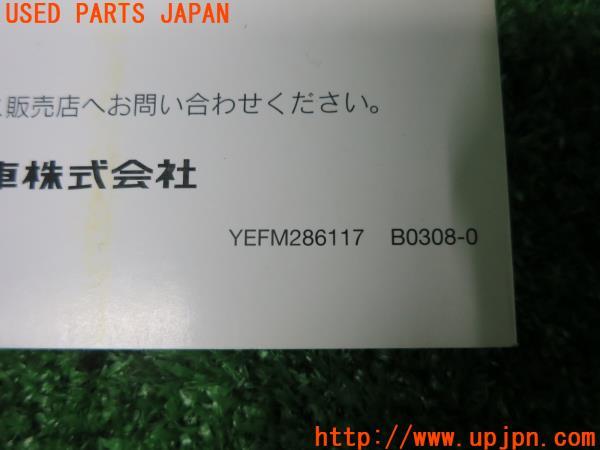 USED PARTS JAPAN
販売店へお問い合わせください。
車株式会社
YEFM286117 B0308-0
http://www.upjpn.com/